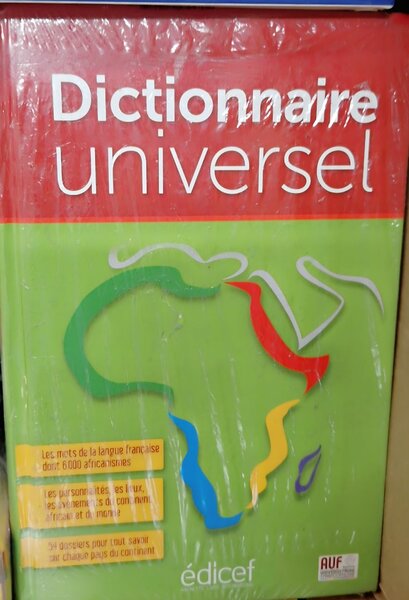 Dictionnaire
universel
Les mots de la langue française
dont 6000 africanismes
Les personnalités, les lieux,
les événements du continent
africain et du monde
54 dossiers pour tout savoir
sur chaque pays du continent
édicef
AUF